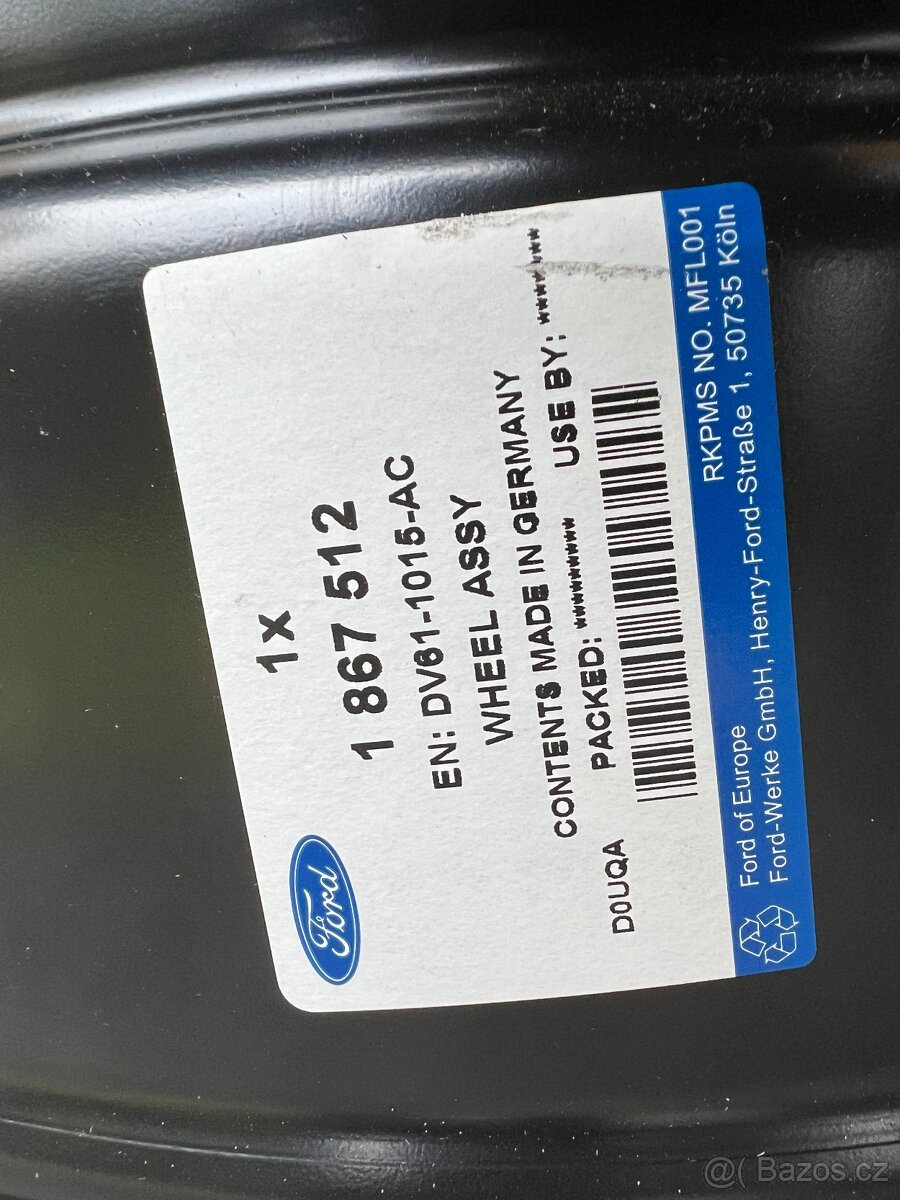 Ford
1x
1 867 512
EN: DV61-1015-AC
WHEEL ASSY
CONTENTS MADE IN GERMANY
PACKED: ********* USE BY: *********
D0UQA
RKPMS NO. MFL001
Ford of Europe
Ford-Werke GmbH, Henry-Ford-Straße 1, 50735 Köln
@( Bazos.cz